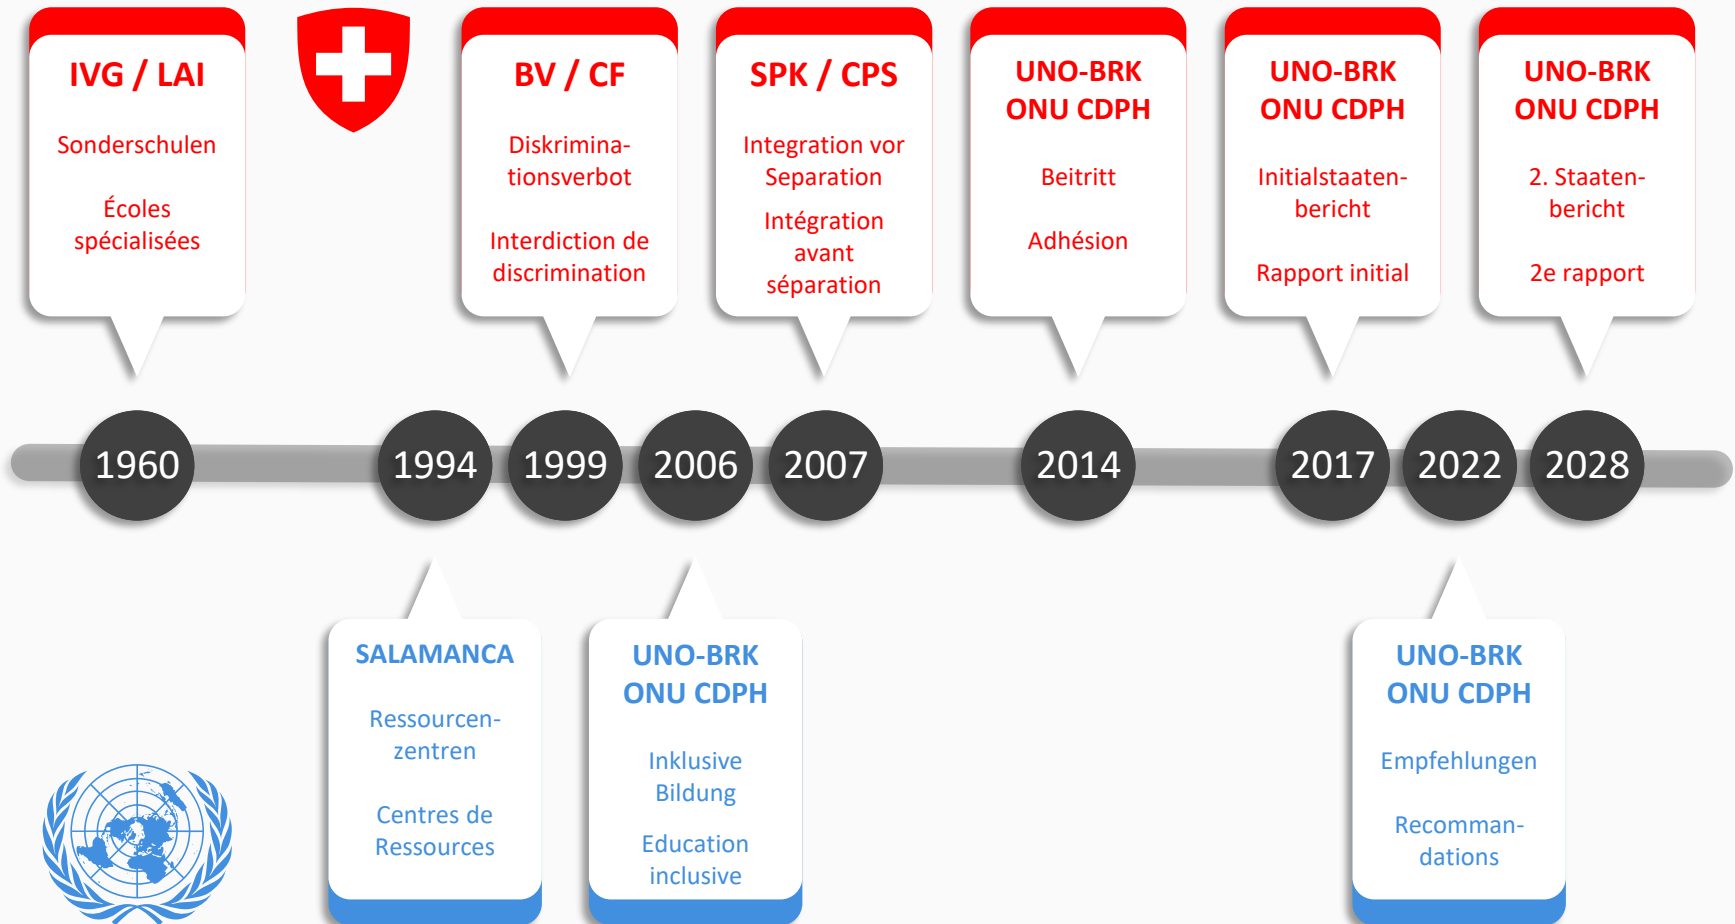 IVG / LAI
Sonderschulen
Écoles
spécialisées
BV / CF
Diskrimina-
tionsverbot
Interdiction de
discrimination
SPK / CPS
Integration vor
Separation
Intégration
avant
séparation
UNO-BRK
ONU CDPH
Beitritt
Adhésion
UNO-BRK
ONU CDPH
Initialstaaten-
bericht
Rapport initial
UNO-BRK
ONU CDPH
2. Staaten-
bericht
2e rapport
1960
1994
1999
2006
2007
2014
2017
2022
2028
SALAMANCA
Ressourcen-
zentren
Centres de
Ressources
UNO-BRK
ONU CDPH
Inklusive
Bildung
Education
inclusive
UNO-BRK
ONU CDPH
Empfehlungen
Recomman-
dations